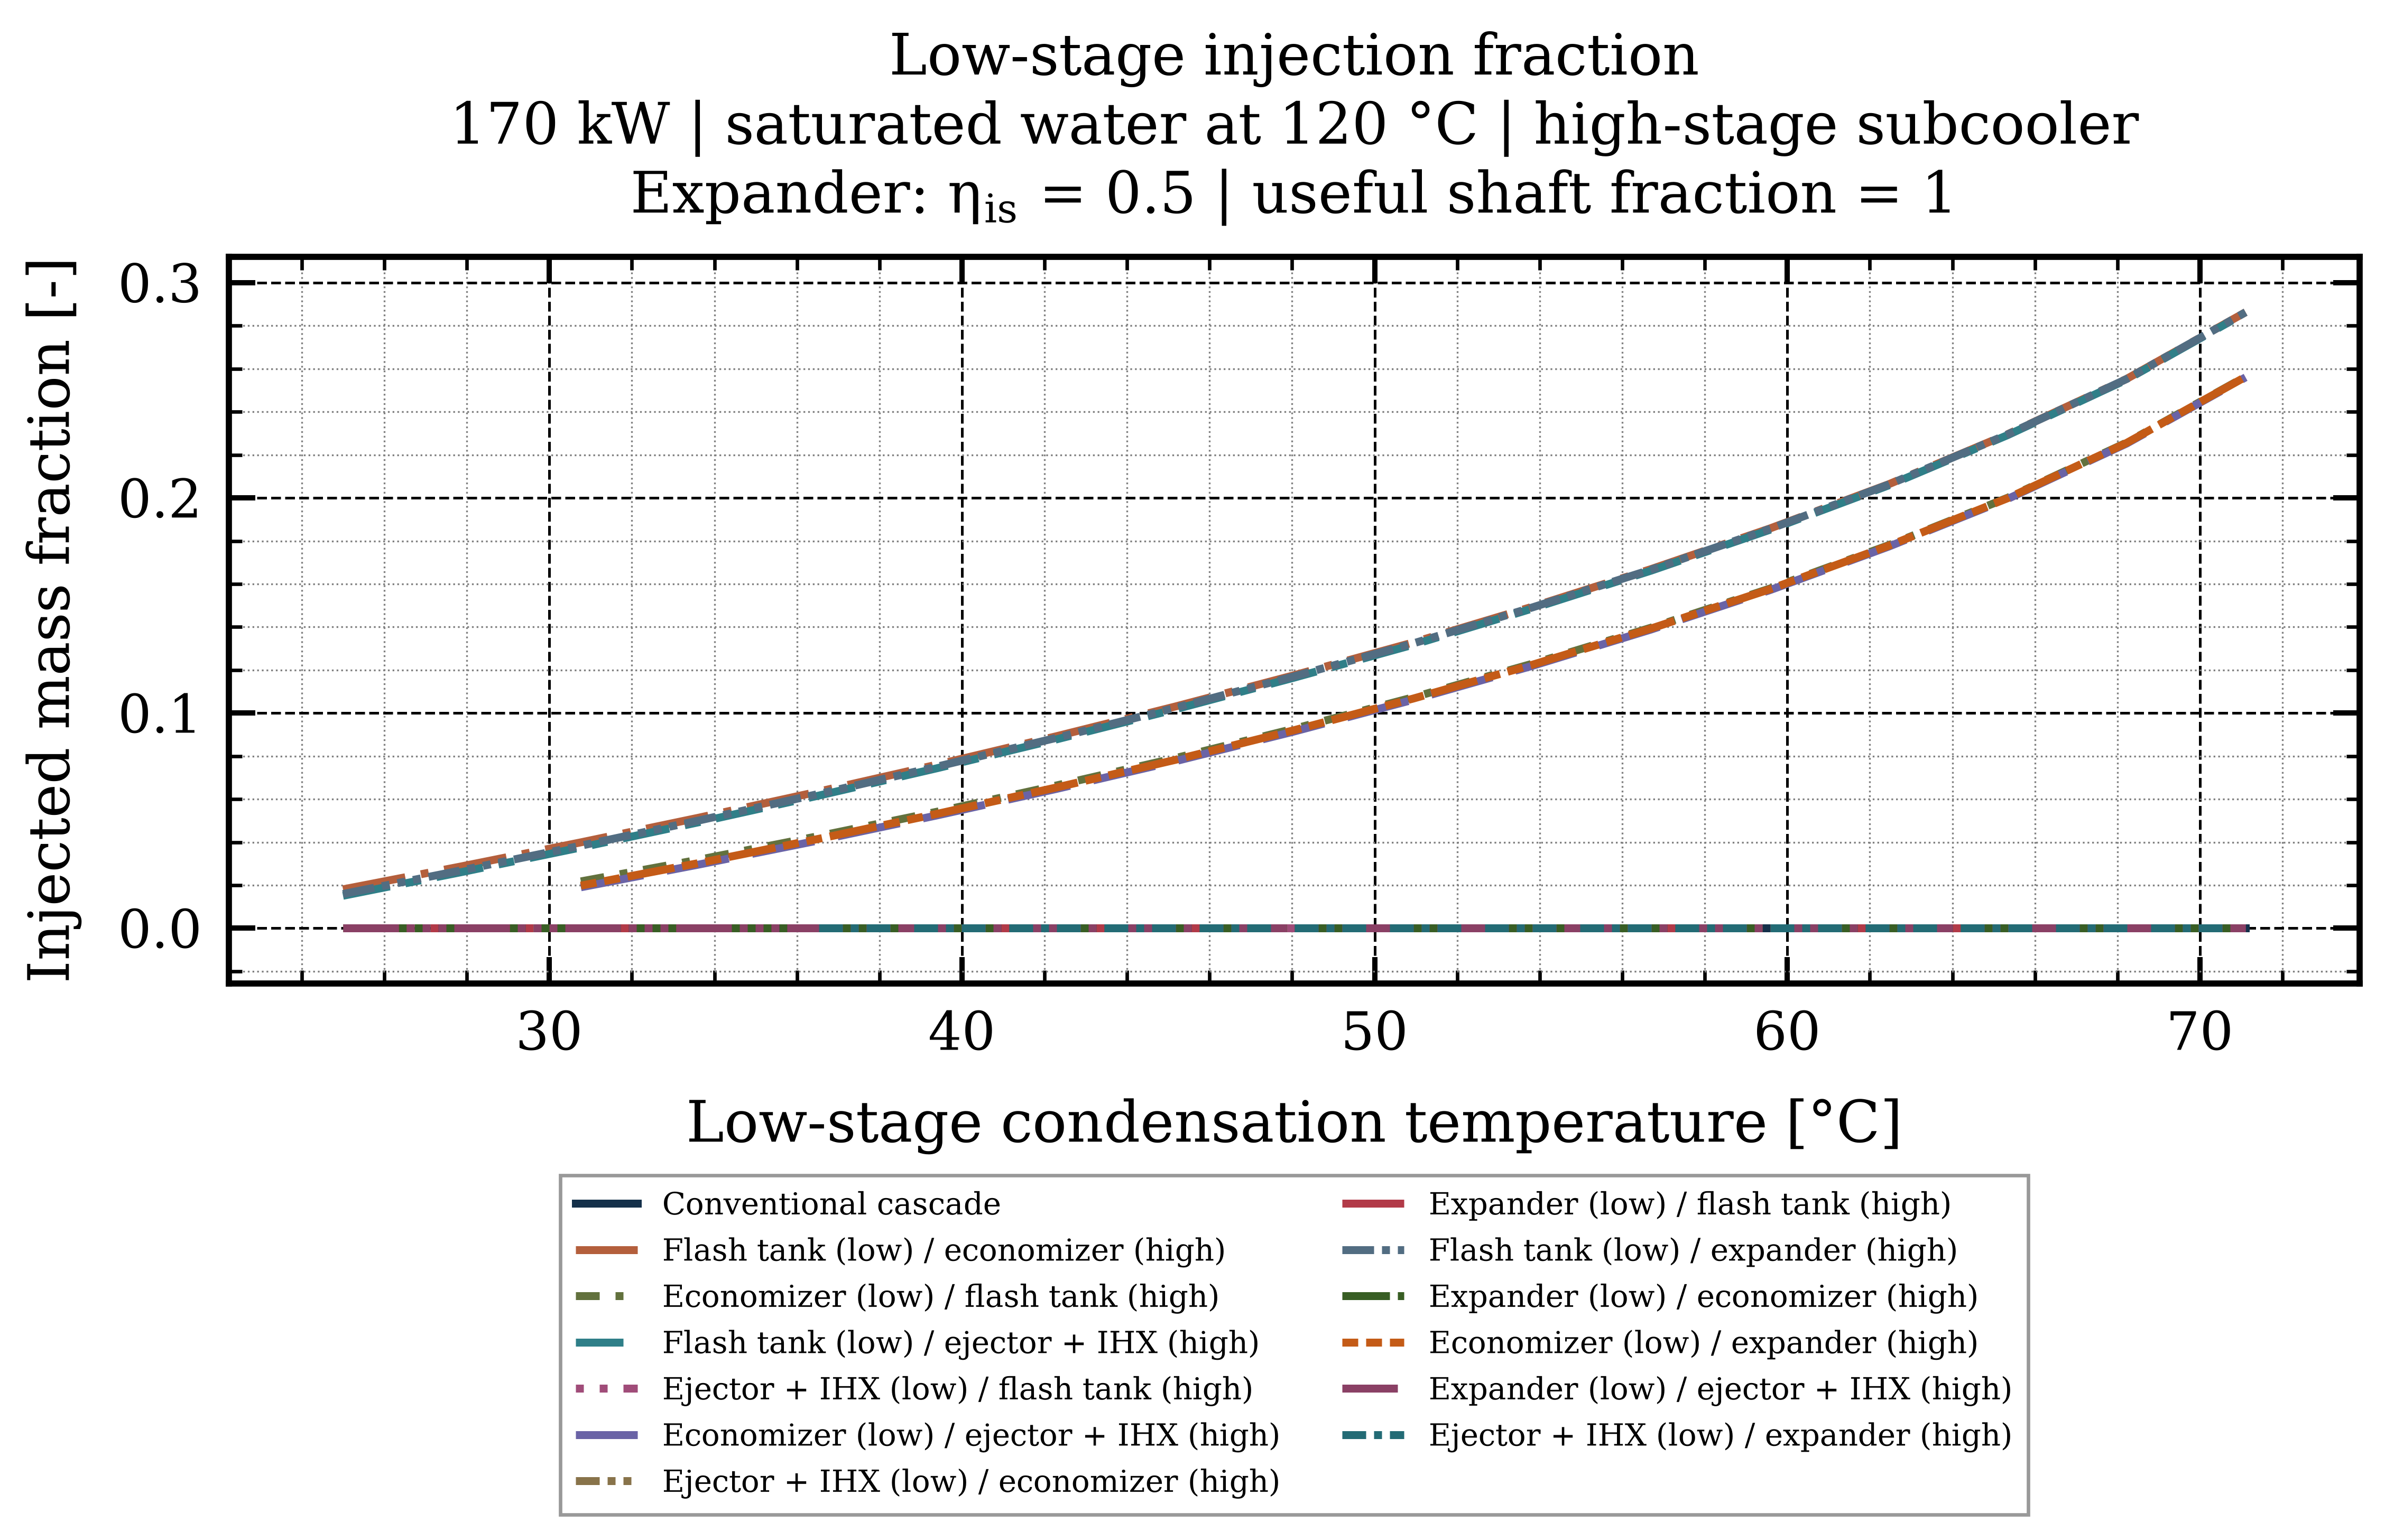 Low-stage injection fraction
170 kW | saturated water at 120 °C | high-stage subcooler
Expander: ηis = 0.5 | useful shaft fraction = 1
Injected mass fraction [-]
0.3
0.2
0.1
0.0
30 40 50 60 70
Low-stage condensation temperature [°C]
Conventional cascade
Flash tank (low) / economizer (high)
Economizer (low) / flash tank (high)
Flash tank (low) / ejector + IHX (high)
Ejector + IHX (low) / flash tank (high)
Economizer (low) / ejector + IHX (high)
Ejector + IHX (low) / economizer (high)
Expander (low) / flash tank (high)
Flash tank (low) / expander (high)
Expander (low) / economizer (high)
Economizer (low) / expander (high)
Expander (low) / ejector + IHX (high)
Ejector + IHX (low) / expander (high)